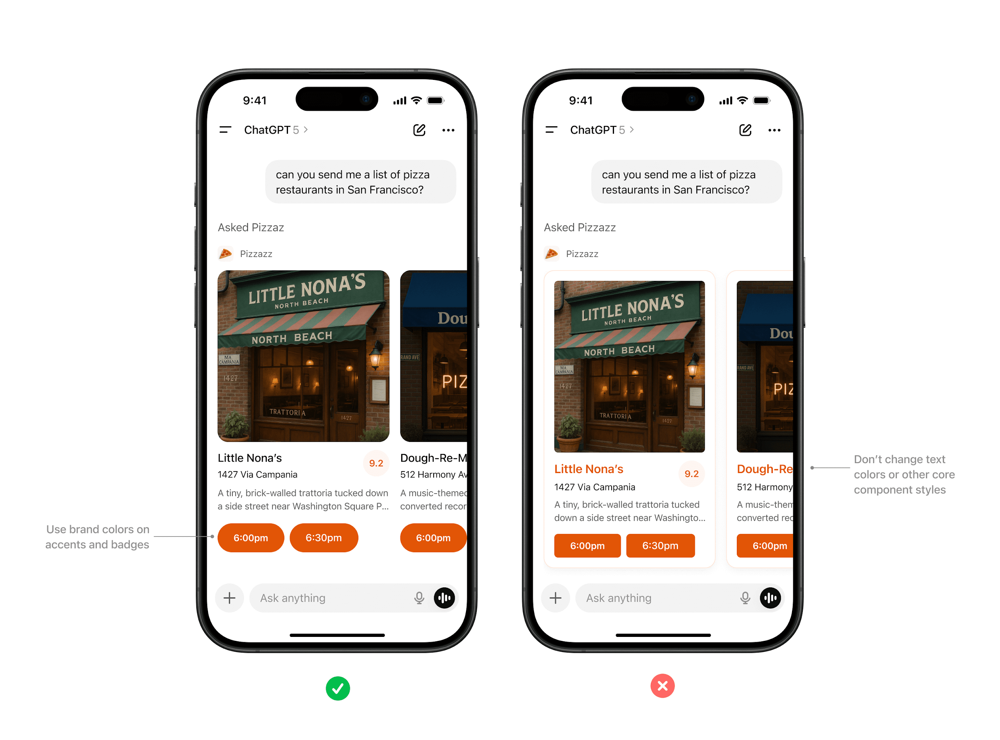 9:41
ChatGPT 5
can you send me a list of pizza
restaurants in San Francisco?
Asked Pizzaz
Pizzazz
LITTLE NONA'S
NORTH BEACH
NORTH BEACH
MA
CAMPANIA
1427
TRATTORIA
1427
Dou
RAND AVE
PIZ
Little Nona's
9.2
1427 Via Campania
A tiny, brick-walled trattoria tucked down
a side street near Washington Square P...
6:00pm
6:30pm
Dough-Re-M
512 Harmony Av
A music-themed
converted recor
6:00pm
Ask anything
Use brand colors on
accents and badges
9:41
ChatGPT 5
can you send me a list of pizza
restaurants in San Francisco?
Asked Pizzazz
Pizzazz
LITTLE NONA'S
NORTH BEACH
NORTH BEACH
MA
CAMPANIA
1427
TRATTORIA
1427
Dou
RAND AVE
PIZ
Little Nona's
9.2
1427 Via Campania
A tiny, brick-walled trattoria tucked
down a side street near Washingto...
6:00pm
6:30pm
Dough-Re
512 Harmony
A music-them
converted rec
6:00pm
Ask anything
Don't change text
colors or other core
component styles